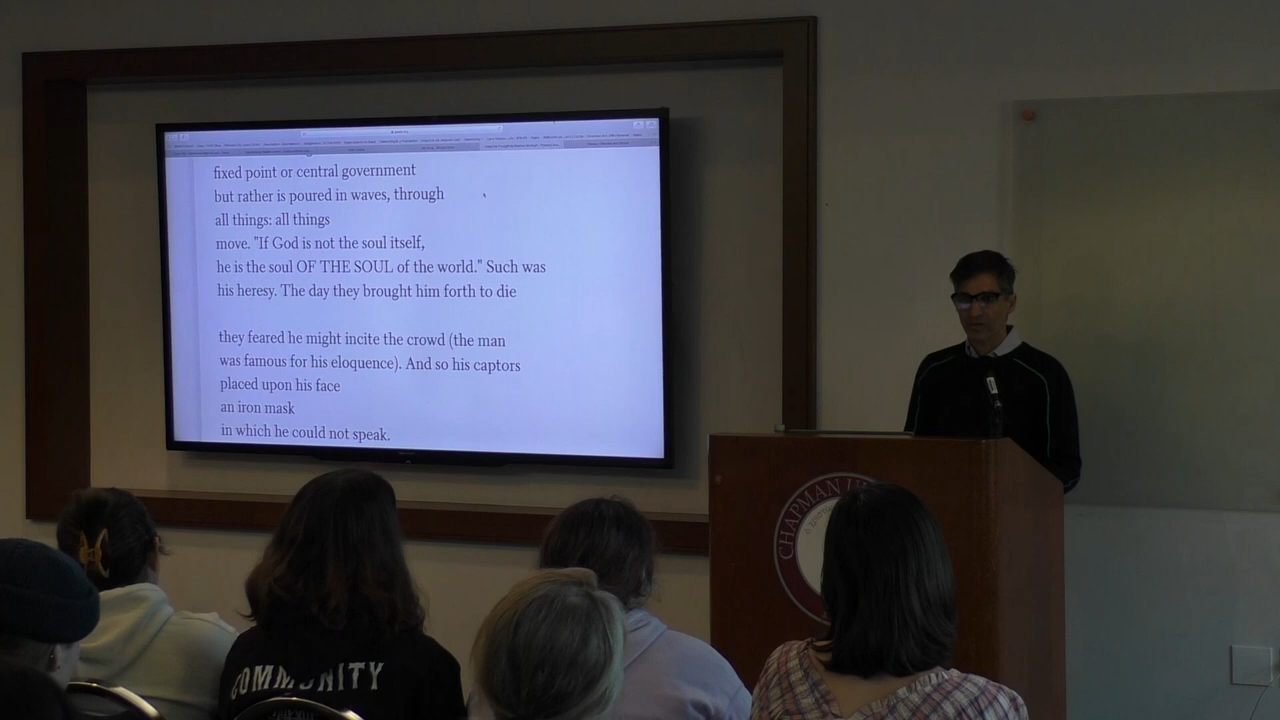 fixed point or central government
but rather is poured in waves, through
all things: all things
move. "If God is not the soul itself,
he is the soul OF THE SOUL of the world." Such was
his heresy. The day they brought him forth to die
they feared he might incite the crowd (the man
was famous for his eloquence). And so his captors
placed upon his face
an iron mask
in which he could not speak.
CHAPMAN
COMMUNITY